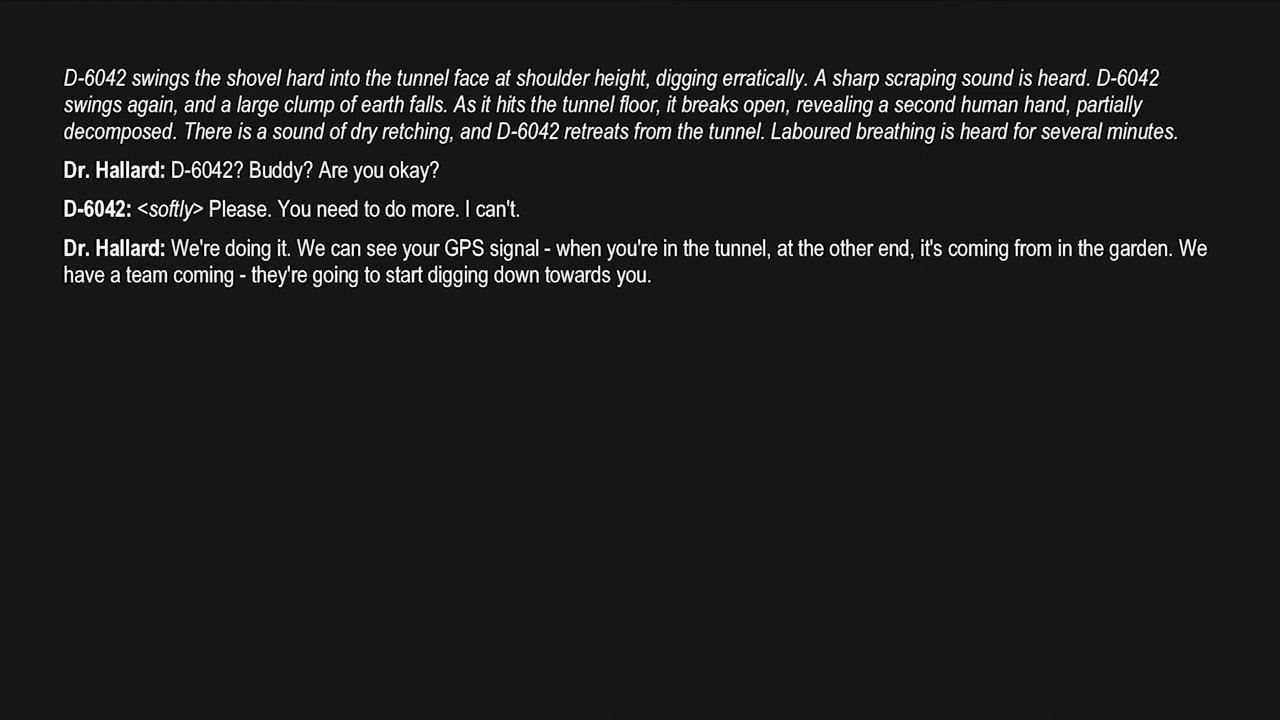 D-6042 swings the shovel hard into the tunnel face at shoulder height, digging erratically. A sharp scraping sound is heard. D-6042
swings again, and a large clump of earth falls. As it hits the tunnel floor, it breaks open, revealing a second human hand, partially
decomposed. There is a sound of dry retching, and D-6042 retreats from the tunnel. Laboured breathing is heard for several minutes.
Dr. Hallard: D-6042? Buddy? Are you okay?
D-6042: <softly> Please. You need to do more. I can't.
Dr. Hallard: We're doing it. We can see your GPS signal - when you're in the tunnel, at the other end, it's coming from in the garden. We
have a team coming - they're going to start digging down towards you.